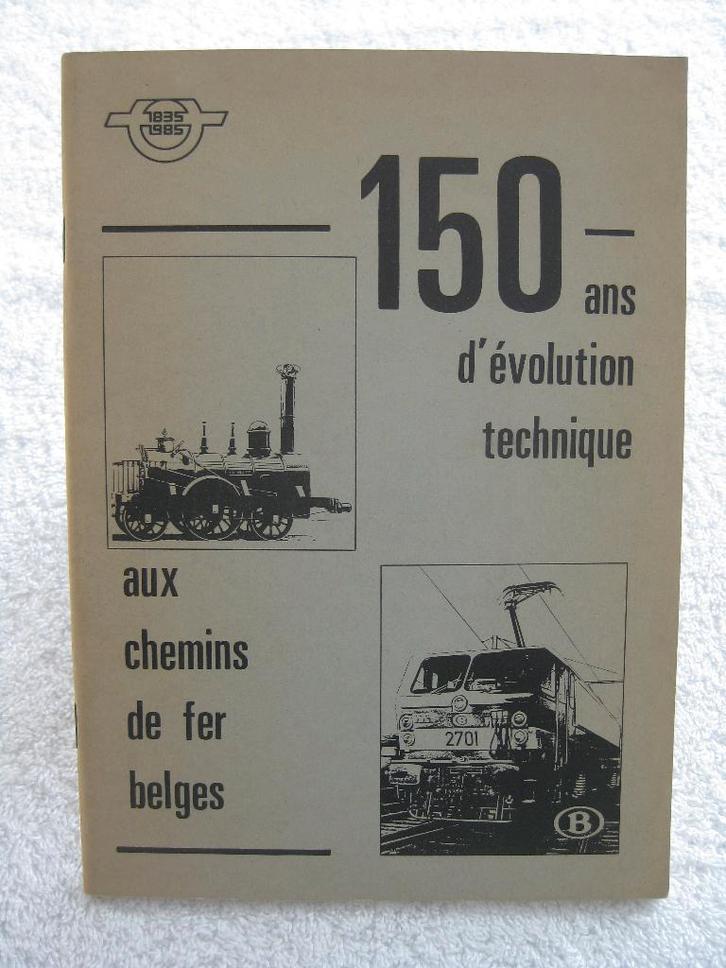 1835
1985
150
ans
d'évolution
technique
aux
chemins
de fer
belges
2701
B